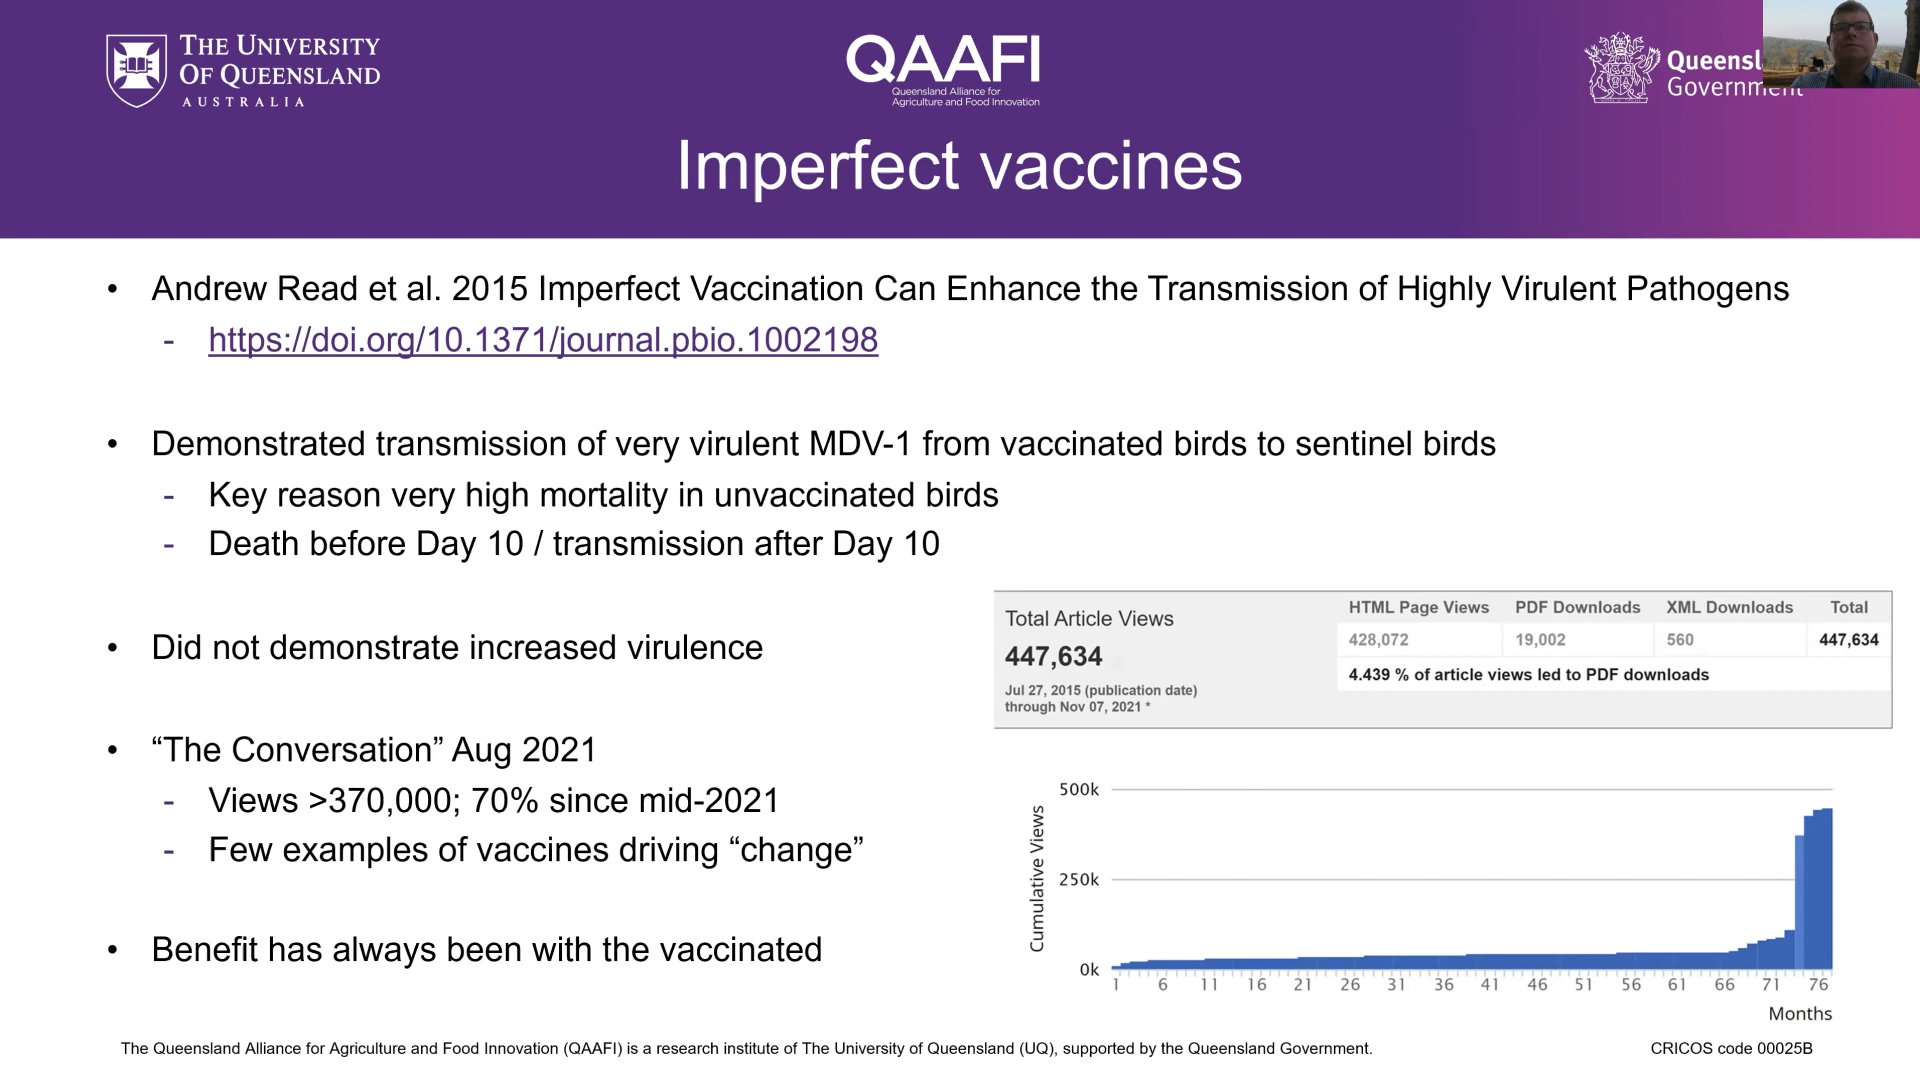 THE UNIVERSITY
OF QUEENSLAND
AUSTRALIA
QAAFI
Queensland Alliance for
Agriculture and Food Innovation
Government
Imperfect vaccines
• Andrew Read et al. 2015 Imperfect Vaccination Can Enhance the Transmission of Highly Virulent Pathogens
- https://doi.org/10.1371/journal.pbio.1002198
• Demonstrated transmission of very virulent MDV-1 from vaccinated birds to sentinel birds
- Key reason very high mortality in unvaccinated birds
- Death before Day 10 / transmission after Day 10
• Did not demonstrate increased virulence
• “The Conversation” Aug 2021
- Views >370,000; 70% since mid-2021
- Few examples of vaccines driving “change”
• Benefit has always been with the vaccinated
Total Article Views
447,634
Jul 27, 2015 (publication date)
through Nov 07, 2021 *
HTML Page Views PDF Downloads XML Downloads Total
428,072 19,002 560 447,634
4.439 % of article views led to PDF downloads
Cumulative Views
500k
250k
0k
1 6 11 16 21 26 31 36 41 46 51 56 61 66 71 76
Months
The Queensland Alliance for Agriculture and Food Innovation (QAAFI) is a research institute of The University of Queensland (UQ), supported by the Queensland Government.
CRICOS code 00025B